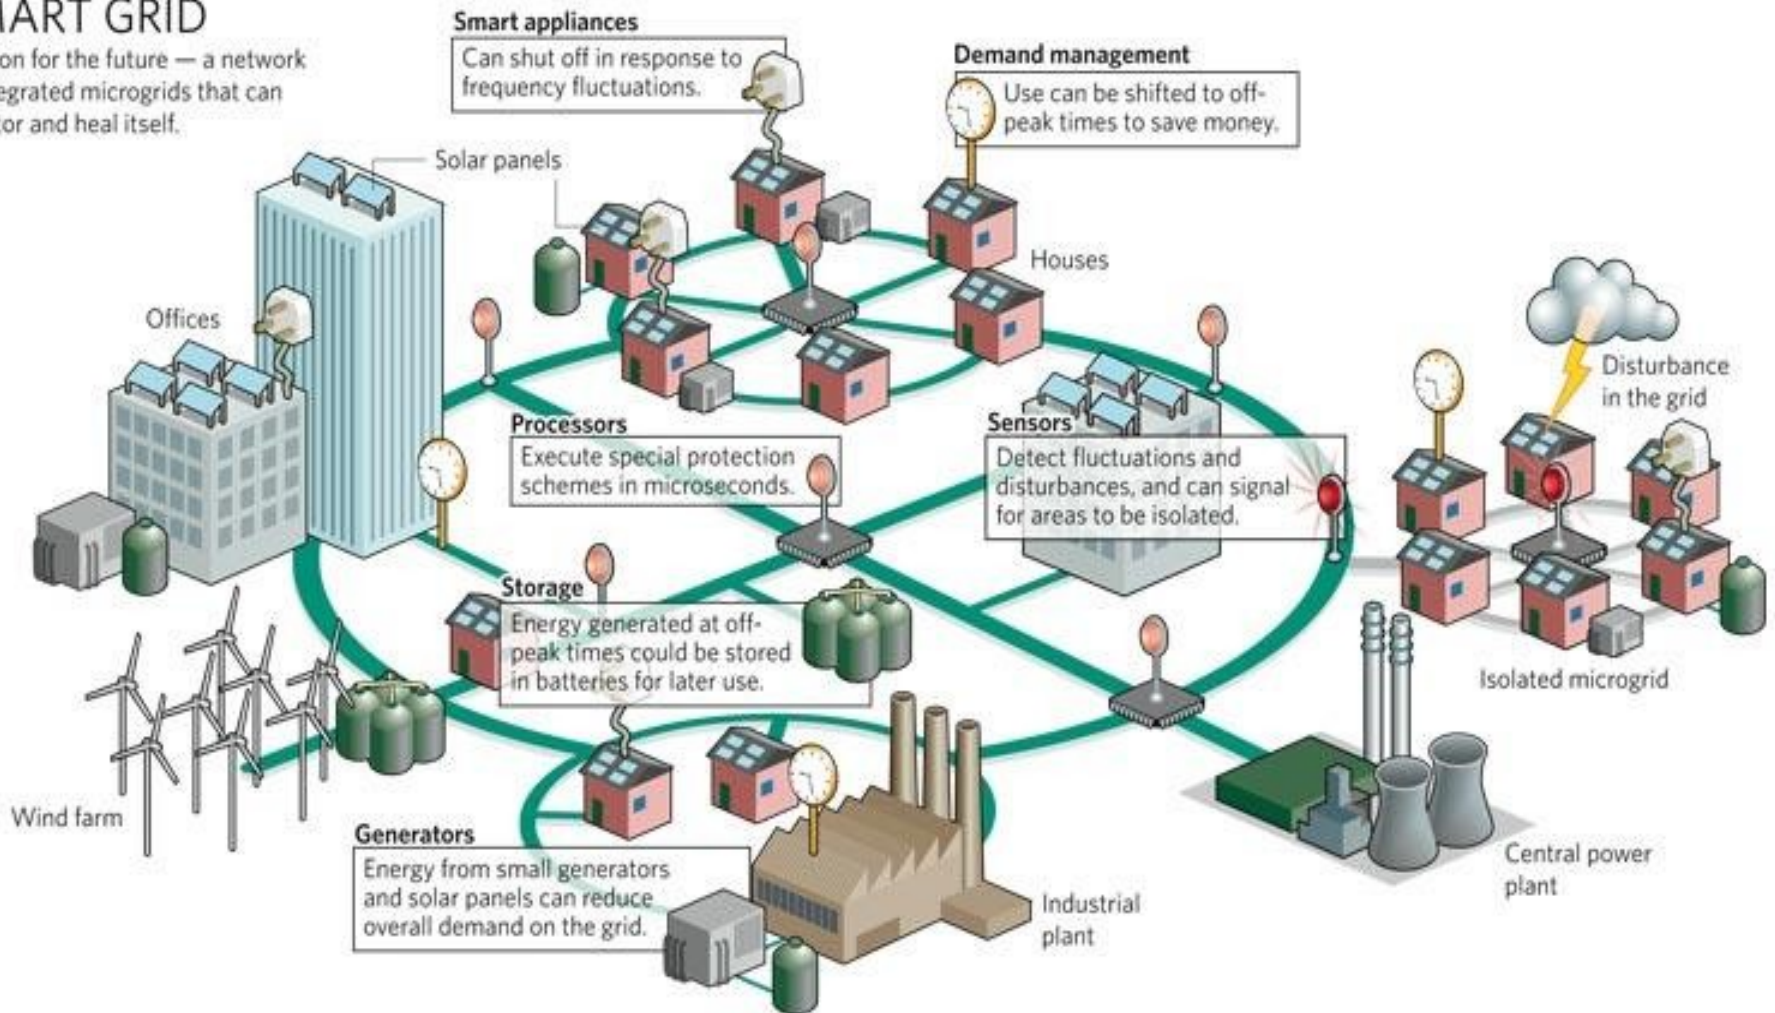 MART GRID
on for the future — a network
egrated microgrids that can
tor and heal itself.
Smart appliances
Can shut off in response to
frequency fluctuations.
Demand management
Use can be shifted to off-
peak times to save money.
Solar panels
Houses
Offices
Disturbance
in the grid
Processors
Execute special protection
schemes in microseconds.
Sensors
Detect fluctuations and
disturbances, and can signal
for areas to be isolated.
Storage
Energy generated at off-
peak times could be stored
in batteries for later use.
Isolated microgrid
Wind farm
Generators
Energy from small generators
and solar panels can reduce
overall demand on the grid.
Industrial
plant
Central power
plant